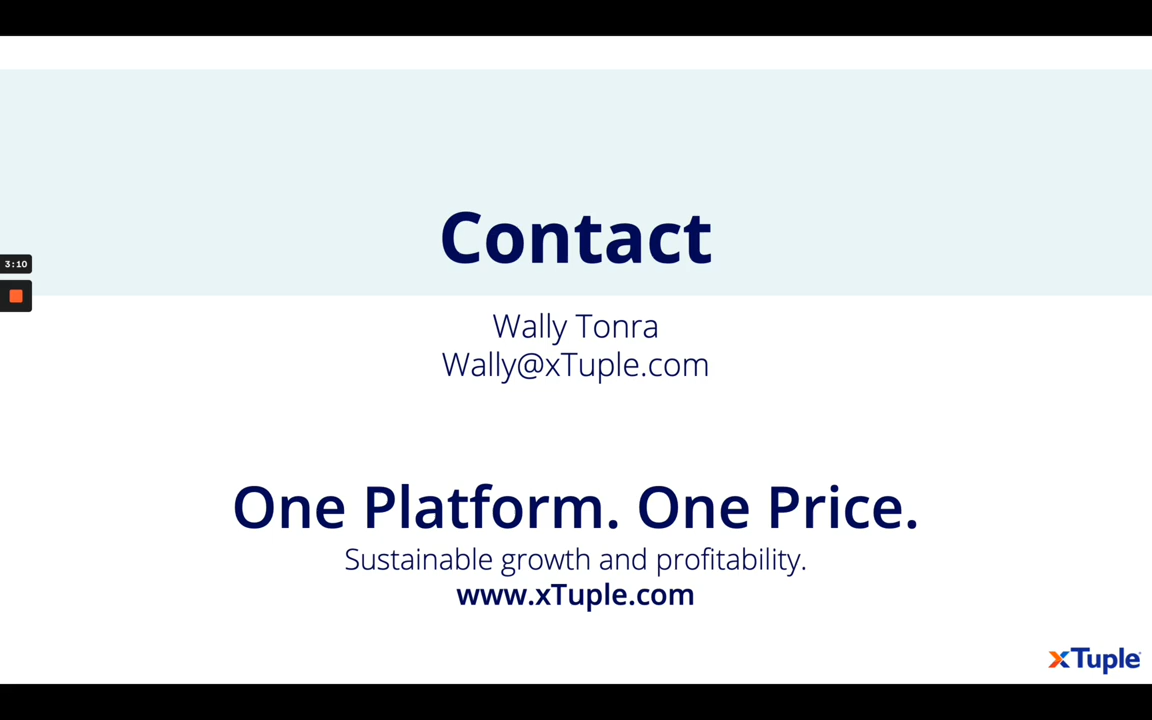 Contact
3:10
Wally Tonra
Wally@xTuple.com
One Platform. One Price.
Sustainable growth and profitability.
www.xTuple.com
xTuple